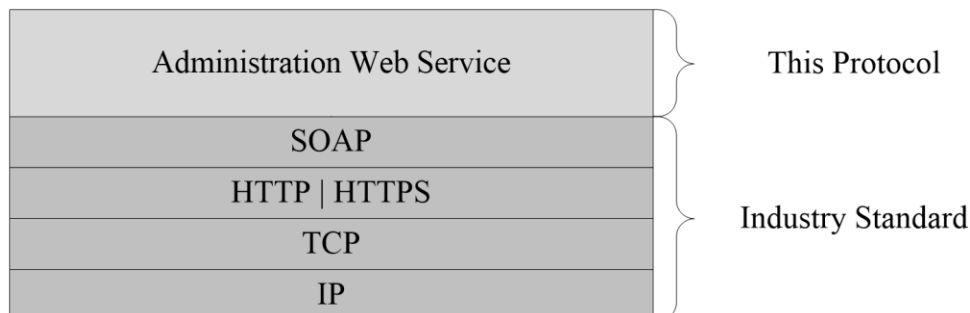 Administration Web Service
This Protocol
SOAP
HTTP | HTTPS
TCP
IP
Industry Standard